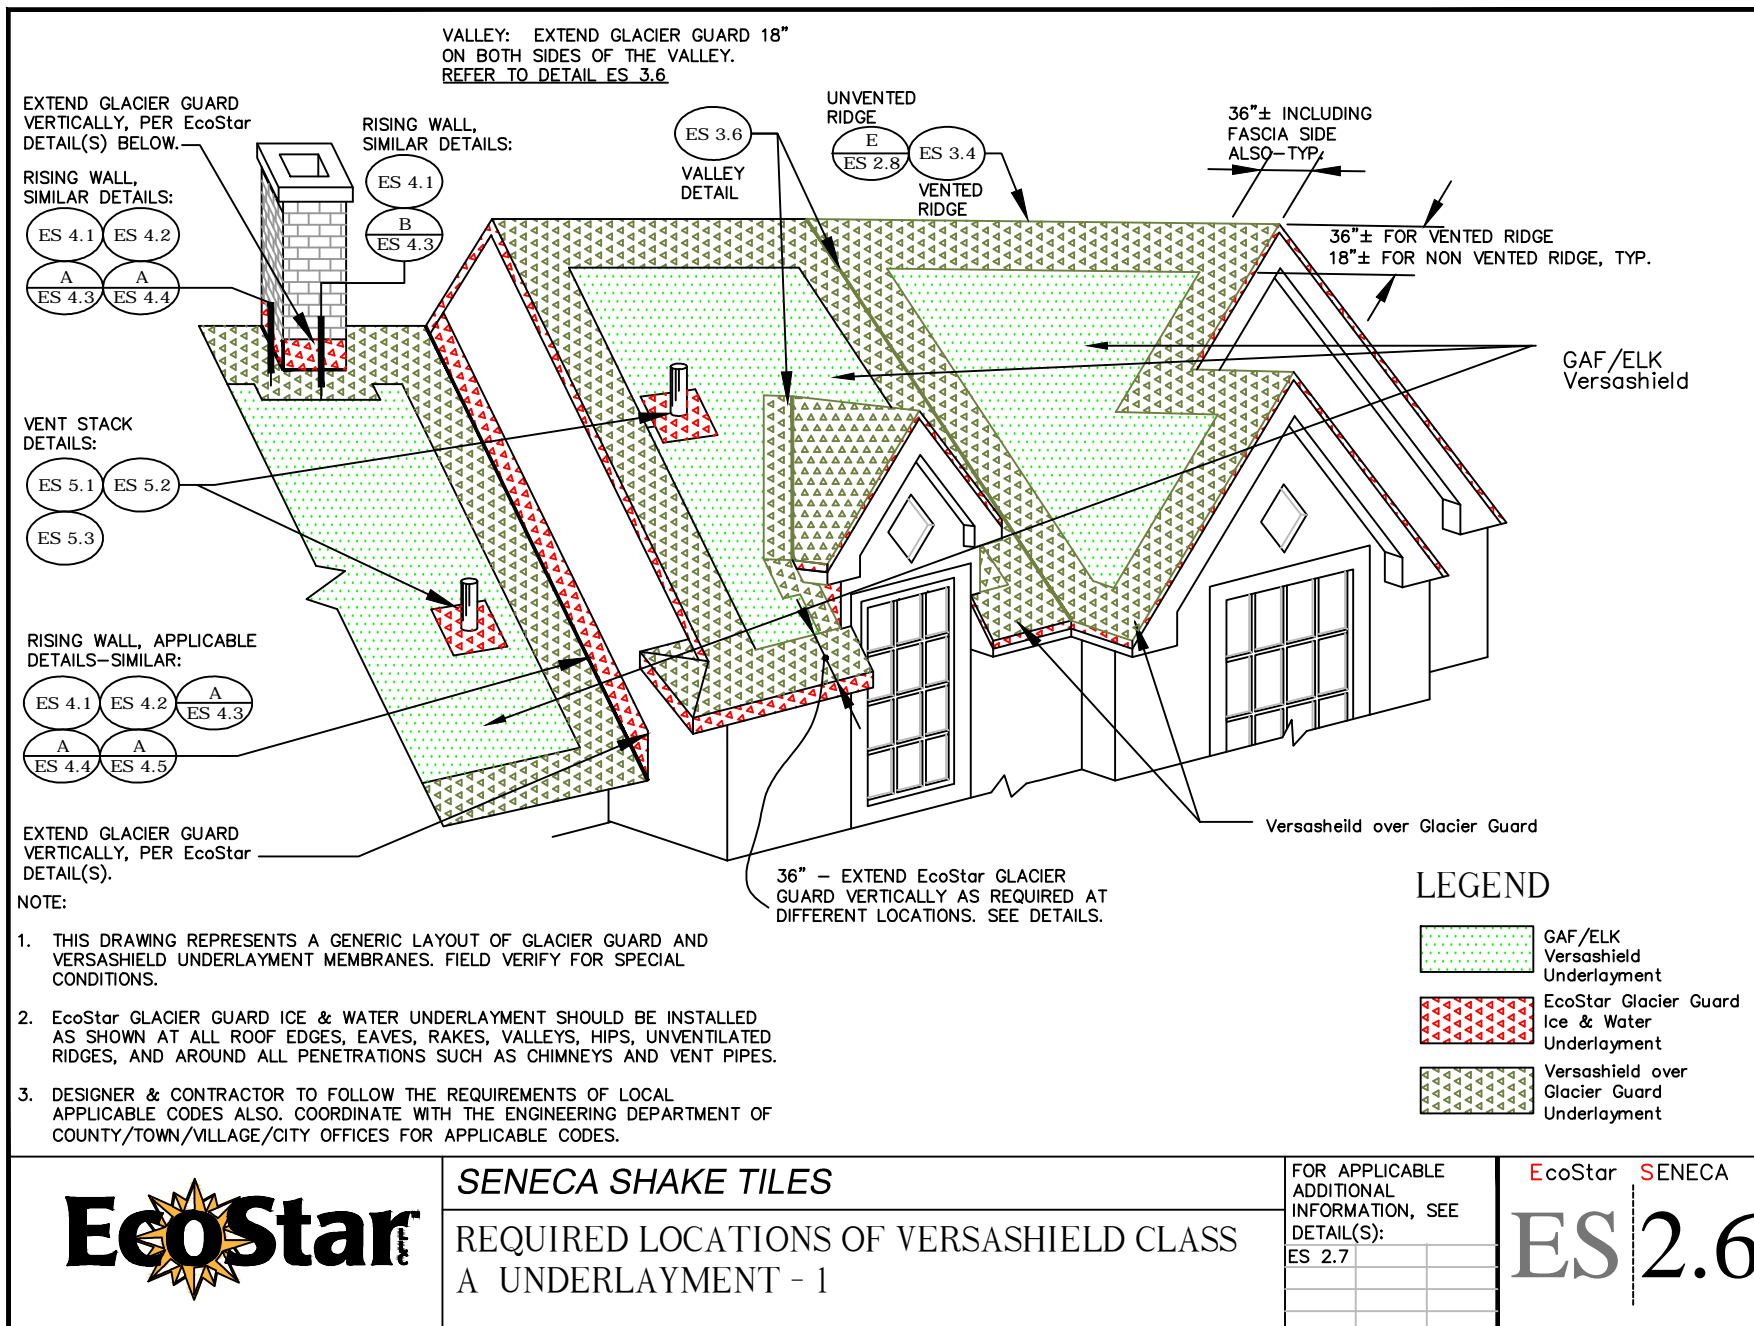 VALLEY: EXTEND GLACIER GUARD 18”
ON BOTH SIDES OF THE VALLEY.
REFER TO DETAIL ES 3.6
EXTEND GLACIER GUARD
VERTICALLY, PER EcoStar
DETAIL(S) BELOW.
RISING WALL,
SIMILAR DETAILS:
ES 4.1 ES 4.2
A A
ES 4.3 ES 4.4
RISING WALL,
SIMILAR DETAILS:
ES 4.1
B
ES 4.3
ES 3.6
VALLEY
DETAIL
UNVENTED
RIDGE
E
ES 2.8
ES 3.4
VENTED
RIDGE
36”± INCLUDING
FASCIA SIDE
ALSO-TYP.
36”± FOR VENTED RIDGE
18”± FOR NON VENTED RIDGE, TYP.
GAF/ELK
Versashield
VENT STACK
DETAILS:
ES 5.1 ES 5.2
ES 5.3
RISING WALL, APPLICABLE
DETAILS-SIMILAR:
ES 4.1 ES 4.2 A
ES 4.3
A A
ES 4.4 ES 4.5
EXTEND GLACIER GUARD
VERTICALLY, PER EcoStar
DETAIL(S).
Versasheild over Glacier Guard
36” – EXTEND EcoStar GLACIER
GUARD VERTICALLY AS REQUIRED AT
DIFFERENT LOCATIONS. SEE DETAILS.
NOTE:
1. THIS DRAWING REPRESENTS A GENERIC LAYOUT OF GLACIER GUARD AND
VERSASHIELD UNDERLAYMENT MEMBRANES. FIELD VERIFY FOR SPECIAL
CONDITIONS.
2. EcoStar GLACIER GUARD ICE & WATER UNDERLAYMENT SHOULD BE INSTALLED
AS SHOWN AT ALL ROOF EDGES, EAVES, RAKES, VALLEYS, HIPS, UNVENTILATED
RIDGES, AND AROUND ALL PENETRATIONS SUCH AS CHIMNEYS AND VENT PIPES.
3. DESIGNER & CONTRACTOR TO FOLLOW THE REQUIREMENTS OF LOCAL
APPLICABLE CODES ALSO. COORDINATE WITH THE ENGINEERING DEPARTMENT OF
COUNTY/TOWN/VILLAGE/CITY OFFICES FOR APPLICABLE CODES.
LEGEND
GAF/ELK
Versashield
Underlayment
EcoStar Glacier Guard
Ice & Water
Underlayment
Versashield over
Glacier Guard
Underlayment
EcoStar
SENECA SHAKE TILES
REQUIRED LOCATIONS OF VERSASHIELD CLASS
A UNDERLAYMENT - 1
FOR APPLICABLE
ADDITIONAL
INFORMATION, SEE
DETAIL(S):
ES 2.7
EcoStar SENECA
ES 2.6